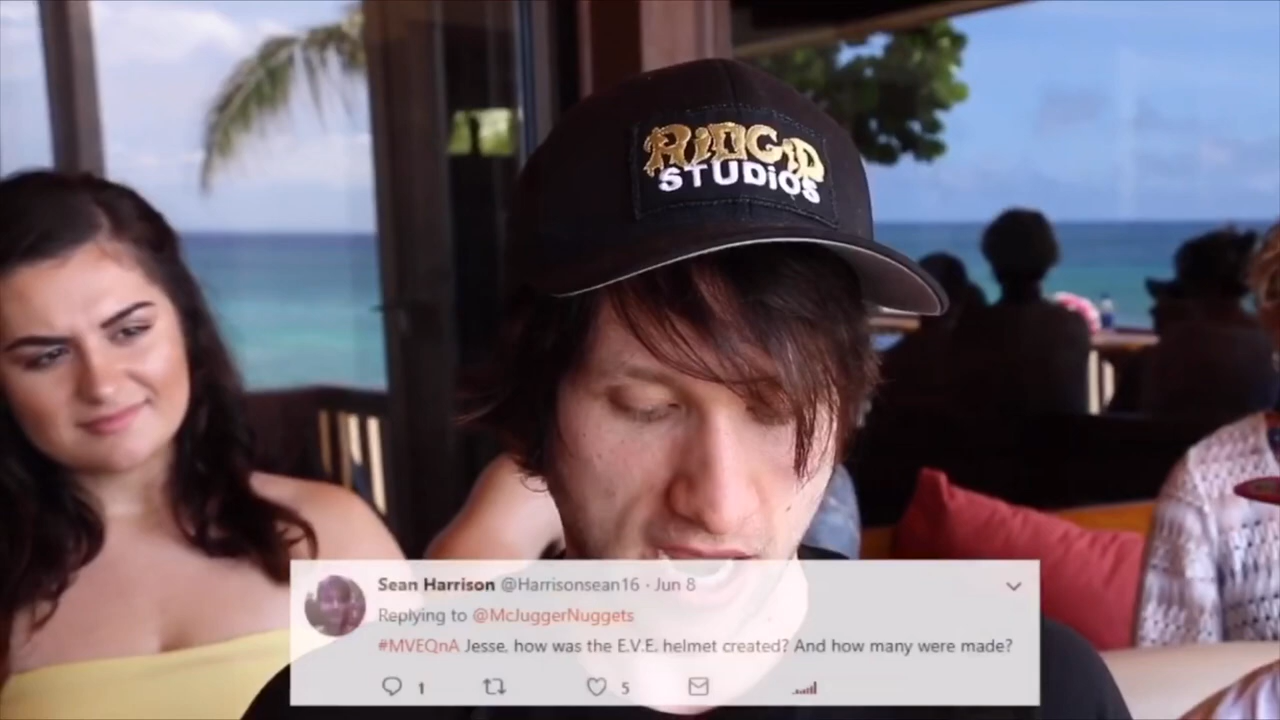 RiDGiD
STUDiOS
Sean Harrison @Harrisonsean16 · Jun 8
Replying to @McJuggerNuggets
#MVEQnA Jesse, how was the E.V.E. helmet created? And how many were made?
1 5